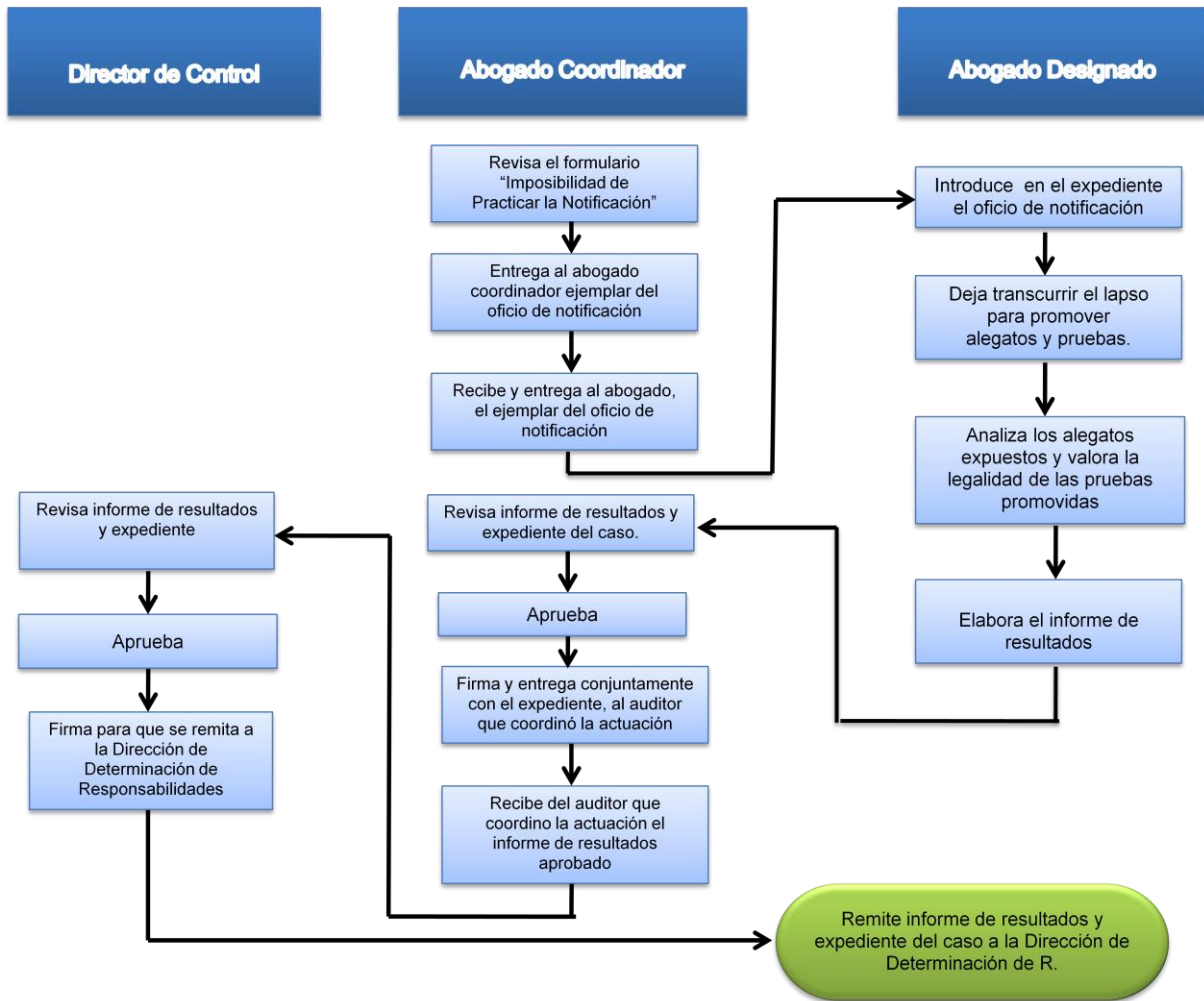 Director de Control
Abogado Coordinador
Abogado Designado
Revisa el formulario
“Imposibilidad de
Practicar la Notificación”
Entrega al abogado
coordinador ejemplar del
oficio de notificación
Recibe y entrega al abogado,
el ejemplar del oficio de
notificación
Introduce en el expediente
el oficio de notificación
Deja transcurrir el lapso
para promover
alegatos y pruebas.
Analiza los alegatos
expuestos y valora la
legalidad de las pruebas
promovidas
Elabora el informe de
resultados
Revisa informe de resultados y
expediente del caso.
Aprueba
Firma y entrega conjuntamente
con el expediente, al auditor
que coordinó la actuación
Recibe del auditor que
coordino la actuación el
informe de resultados
aprobado
Revisa informe de resultados
y expediente
Aprueba
Firma para que se remita a
la Dirección de
Determinación de
Responsabilidades
Remite informe de resultados y
expediente del caso a la Dirección de
Determinación de R.